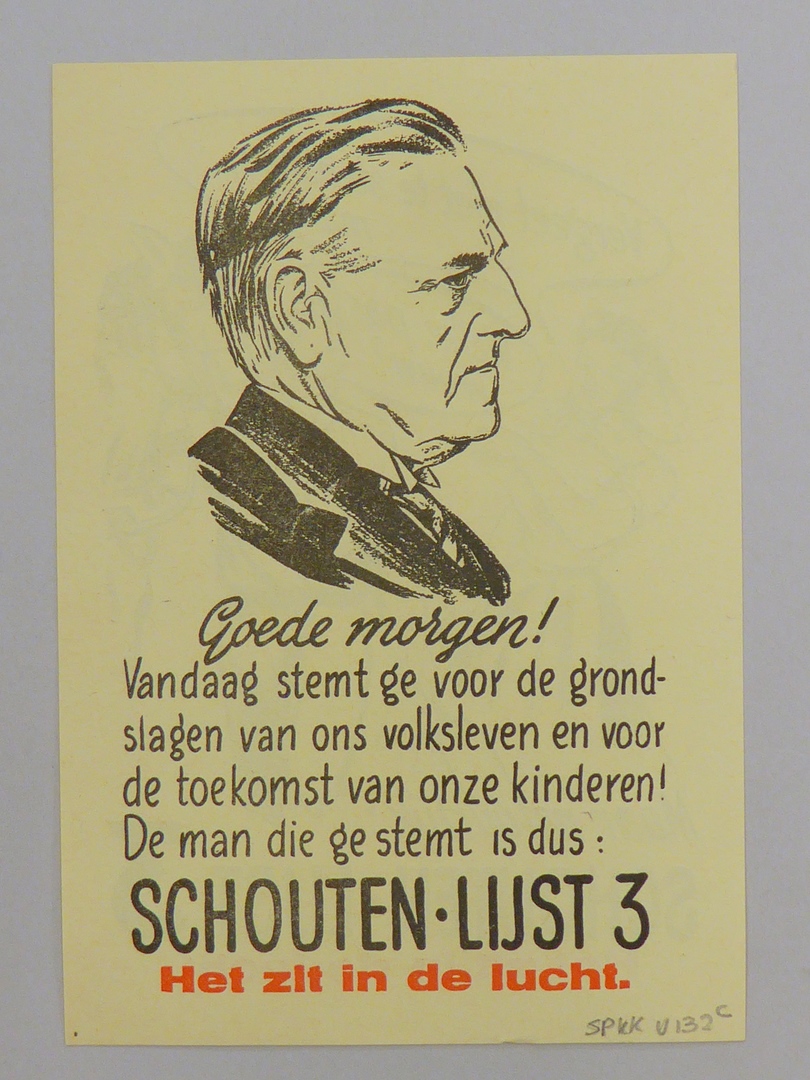 Goede morgen!
Vandaag stemt ge voor de grond-
slagen van ons volksleven en voor
de toekomst van onze kinderen!
De man die ge stemt is dus:
SCHOUTEN·LIJST 3
Het zit in de lucht.
SPKK V132C